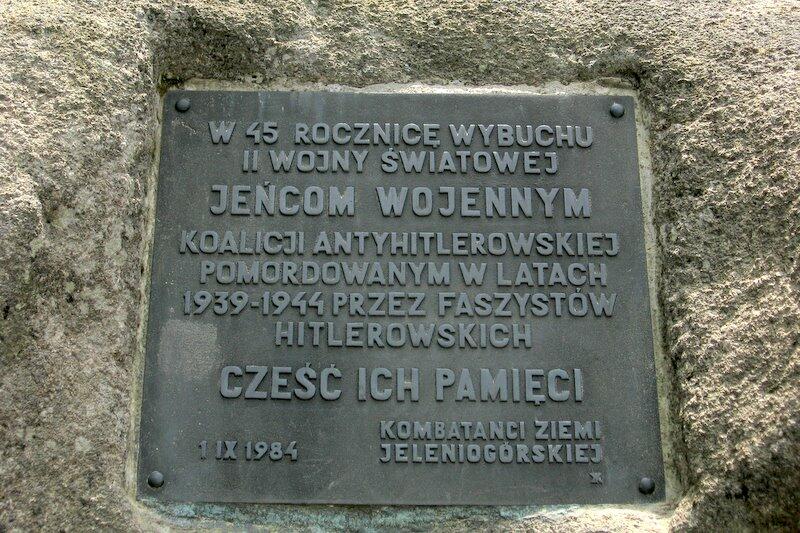 W 45 ROCZNICĘ WYBUCHU
II WOJNY ŚWIATOWEJ
JEŃCOM WOJENNYM
KOALICJI ANTYHITLEROWSKIEJ
POMORDOWANYM W LATACH
1939-1944 PRZEZ FASZYSTÓW
HITLEROWSKICH
CZEŚĆ ICH PAMIĘCI
KOMBATANCI ZIEMI
1 IX 1984 JELENIOGÓRSKIEJ